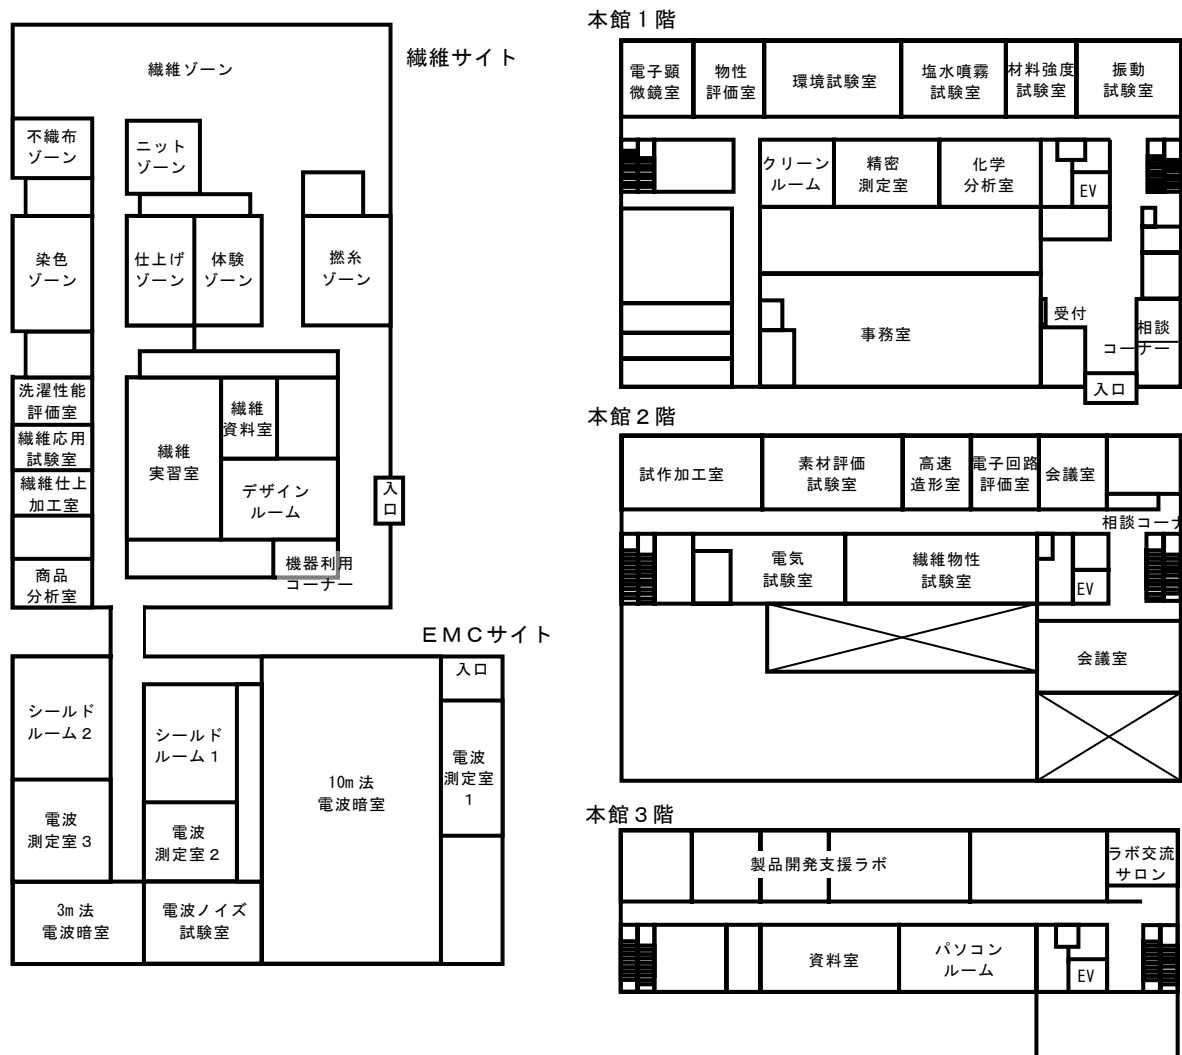 繊維サイト
繊維ゾーン
不織布
ゾーン
ニット
ゾーン
染色
ゾーン
仕上げ
ゾーン
体験
ゾーン
撚糸
ゾーン
洗濯性能
評価室
繊維応用
試験室
繊維仕上
加工室
商品
分析室
繊維
実習室
繊維
資料室
デザイン
ルーム
機器利用
コーナー
入
口
ＥＭＣサイト
シールド
ルーム２
シールド
ルーム１
電波
測定室３
電波
測定室２
3m法
電波暗室
電波ノイズ
試験室
10m法
電波暗室
入口
電波
測定室
１
本館１階
電子顕
微鏡室
物性
評価室
環境試験室
塩水噴霧
試験室
材料強度
試験室
振動
試験室
クリーン
ルーム
精密
測定室
化学
分析室
EV
事務室
受付
相談
コーナー
入口
本館２階
試作加工室
素材評価
試験室
高速
造形室
電子回路
評価室
会議室
相談コーナ
電気
試験室
繊維物性
試験室
EV
会議室
本館３階
製品開発支援ラボ
ラボ交流
サロン
資料室
パソコン
ルーム
EV